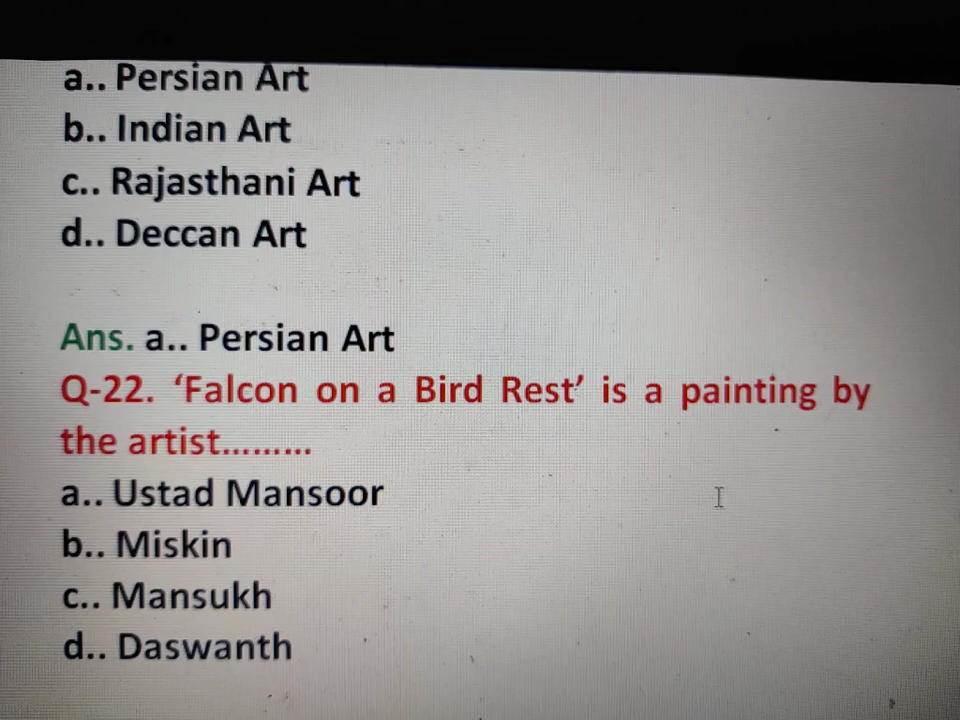 a.. Persian Art
b.. Indian Art
c.. Rajasthani Art
d.. Deccan Art
Ans. a.. Persian Art
Q-22. ‘Falcon on a Bird Rest’ is a painting by
the artist.........
a.. Ustad Mansoor
b.. Miskin
c.. Mansukh
d.. Daswanth